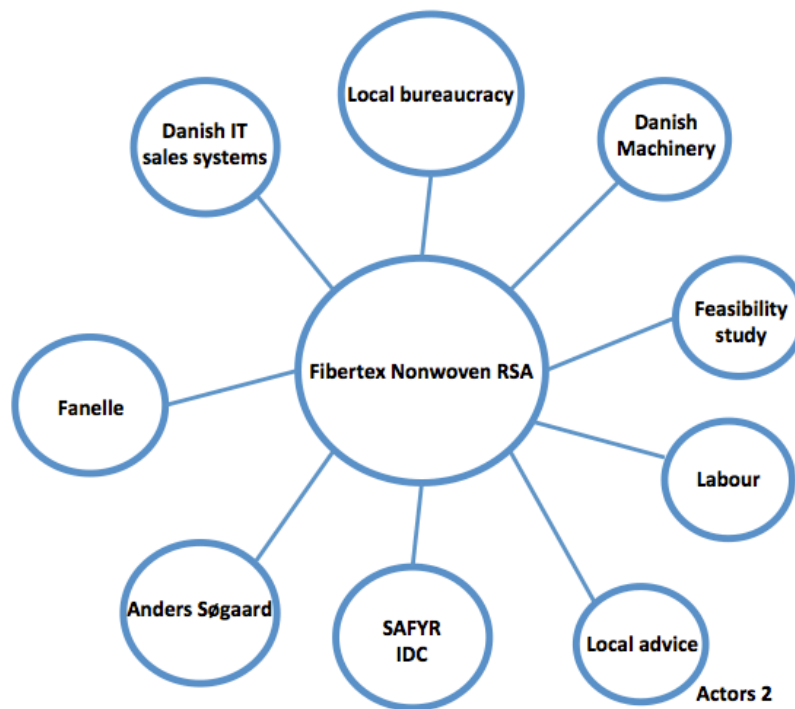 Local bureaucracy
Danish IT
sales systems
Danish
Machinery
Feasibility
study
Fibertex Nonwoven RSA
Fanelle
Labour
Anders Søgaard
SAFYR
IDC
Local advice
Actors 2